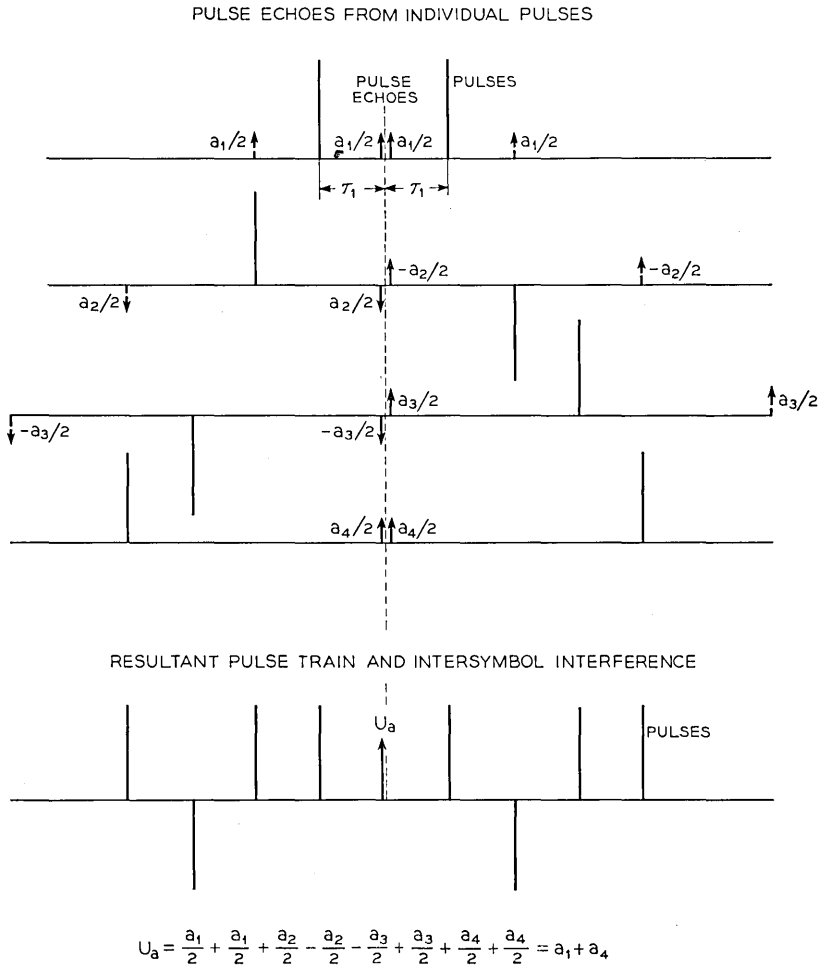 PULSE ECHOES FROM INDIVIDUAL PULSES
PULSE ECHOES
PULSES
a₁/2
a₁/2
a₁/2
a₁/2
τ₁
τ₁
-a₂/2
-a₂/2
a₂/2
a₂/2
a₃/2
a₃/2
-a₃/2
-a₃/2
a₄/2
a₄/2
RESULTANT PULSE TRAIN AND INTERSYMBOL INTERFERENCE
Uₐ
PULSES
Uₐ = a₁/2 + a₁/2 + a₂/2 - a₂/2 - a₃/2 + a₃/2 + a₄/2 + a₄/2 = a₁ + a₄